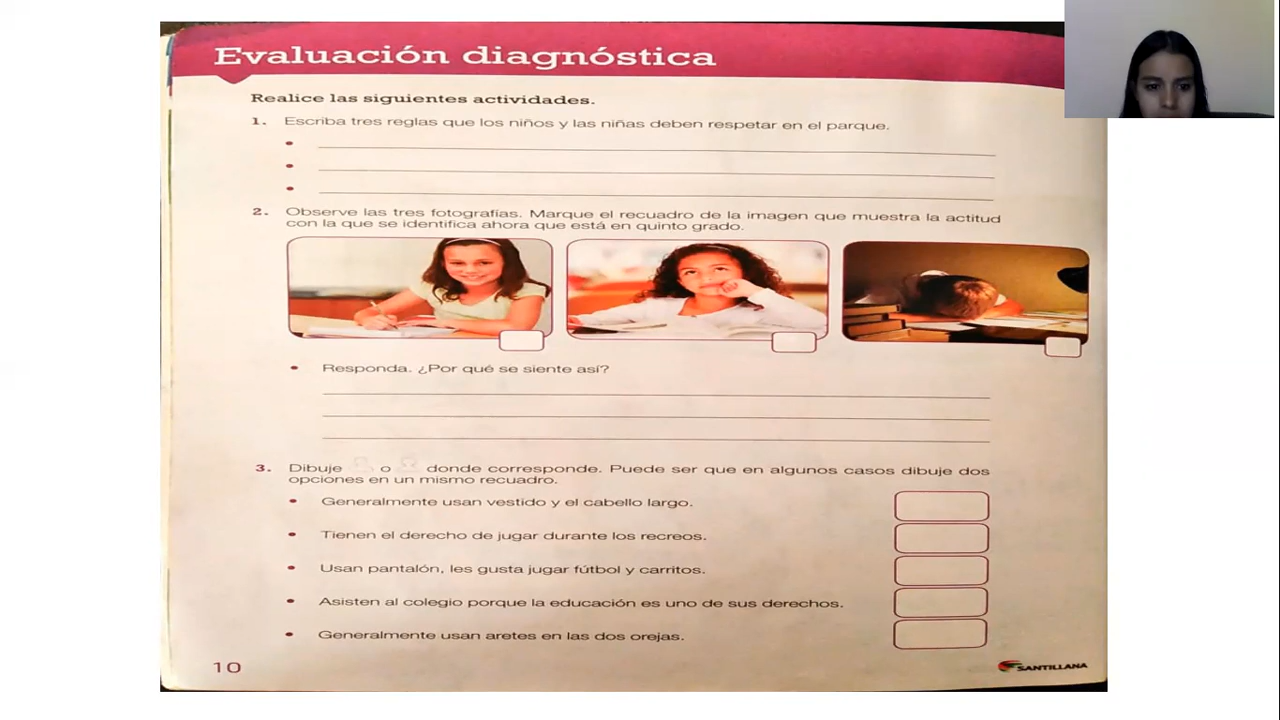 Evaluación diagnóstica
Realice las siguientes actividades.
1. Escriba tres reglas que los niños y las niñas deben respetar en el parque.
2. Observe las tres fotografías. Marque el recuadro de la imagen que muestra la actitud
con la que se identifica ahora que está en quinto grado.
• Responda. ¿Por qué se siente así?
3. Dibuje o donde corresponde. Puede ser que en algunos casos dibuje dos
opciones en un mismo recuadro.
• Generalmente usan vestido y el cabello largo.
• Tienen el derecho de jugar durante los recreos.
• Usan pantalón, les gusta jugar fútbol y carritos.
• Asisten al colegio porque la educación es uno de sus derechos.
• Generalmente usan aretes en las dos orejas.
10
SANTILLANA